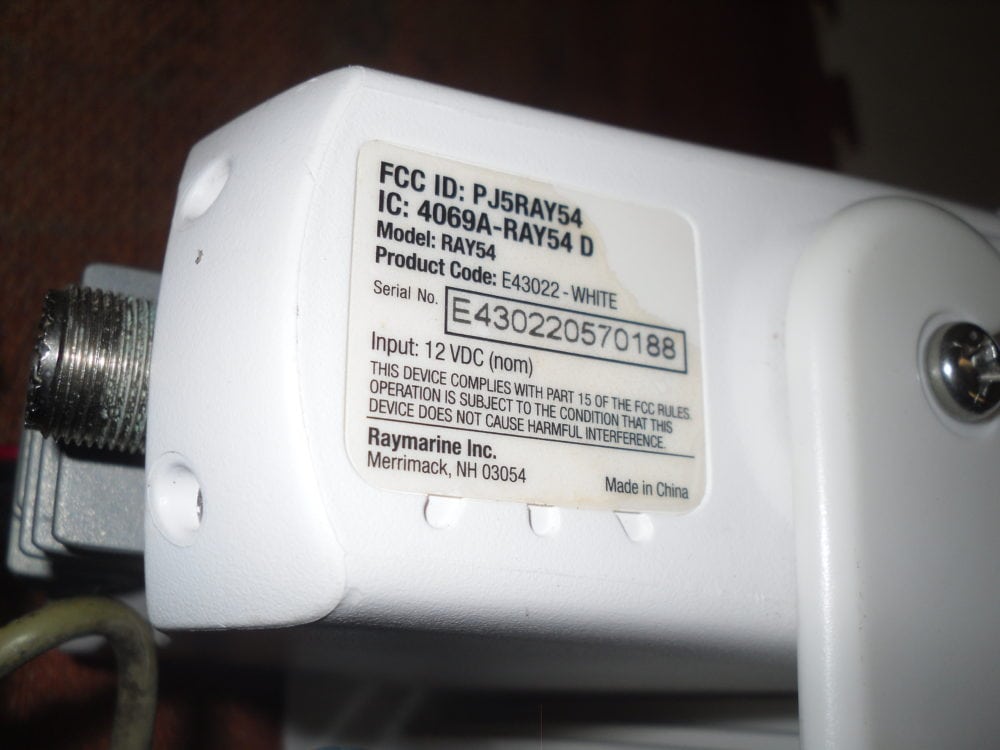 FCC ID: PJ5RAY54
IC: 4069A-RAY54 D
Model: RAY54
Product Code: E43022 - WHITE
Serial No. E430220570188
Input: 12 VDC (nom)
THIS DEVICE COMPLIES WITH PART 15 OF THE FCC RULES.
OPERATION IS SUBJECT TO THE CONDITION THAT THIS
DEVICE DOES NOT CAUSE HARMFUL INTERFERENCE.
Raymarine Inc.
Merrimack, NH 03054
Made in China